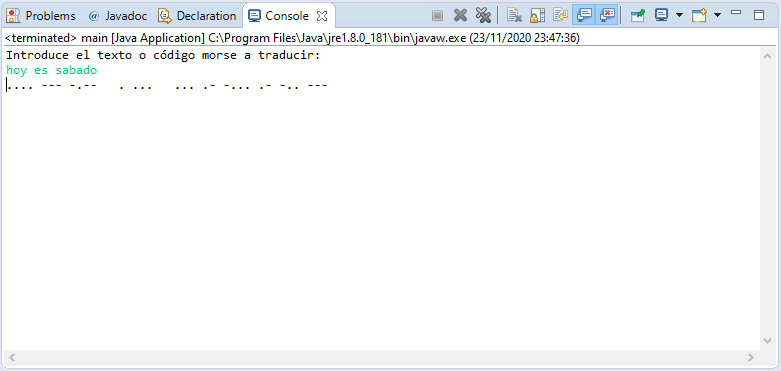 Problems @ Javadoc Declaration Console
<terminated> main [Java Application] C:\Program Files\Java\jre1.8.0_181\bin\javaw.exe (23/11/2020 23:47:36)
Introduce el texto o código morse a traducir:
hoy es sabado
.... --- -.--   . ...   ... .- -... .- -.. ---